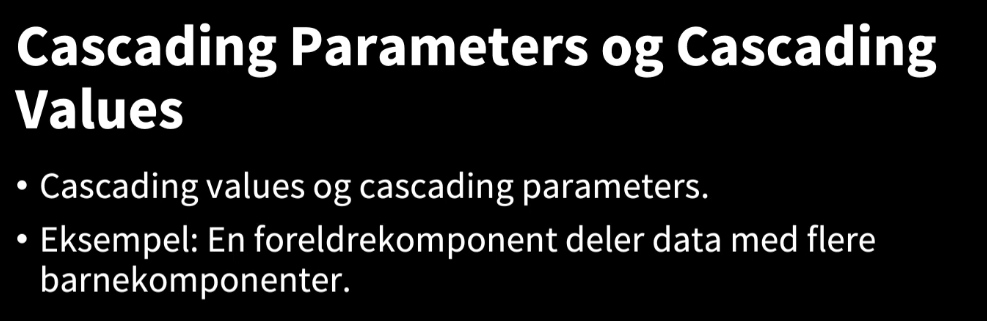 Cascading Parameters og Cascading
Values
• Cascading values og cascading parameters.
• Eksempel: En foreldrekomponent deler data med flere
barnekomponenter.